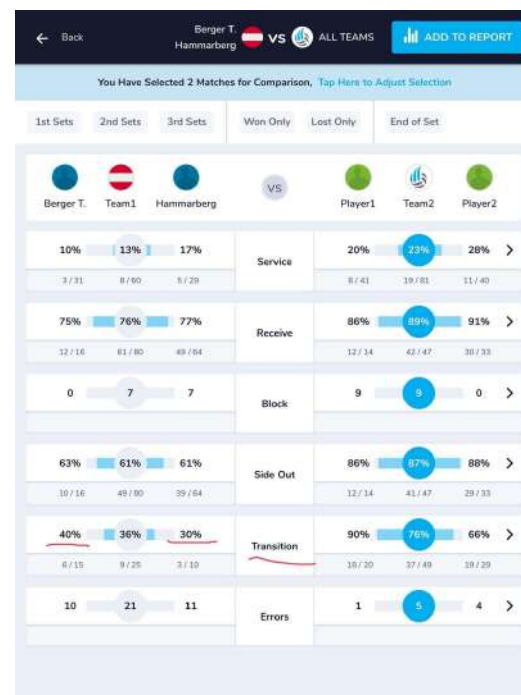 ← Back
Berger T.
Hammarberg
VS
ALL TEAMS
ADD TO REPORT
You Have Selected 2 Matches for Comparison, Tap Here to Adjust Selection
1st Sets 2nd Sets 3rd Sets Won Only Lost Only End of Set
Berger T. Team1 Hammarberg VS Player1 Team2 Player2
10% 13% 17% Service 20% 23% 28%
3/31 8/60 5/29 8/41 19/81 11/40
75% 76% 77% Receive 86% 89% 91%
12/16 61/80 49/64 12/14 42/47 30/33
0 7 7 Block 9 9 0
63% 61% 61% Side Out 86% 87% 88%
10/16 49/80 39/64 12/14 41/47 29/33
40% 36% 30% Transition 90% 76% 66%
6/15 9/25 3/10 18/20 37/49 19/29
10 21 11 Errors 1 5 4